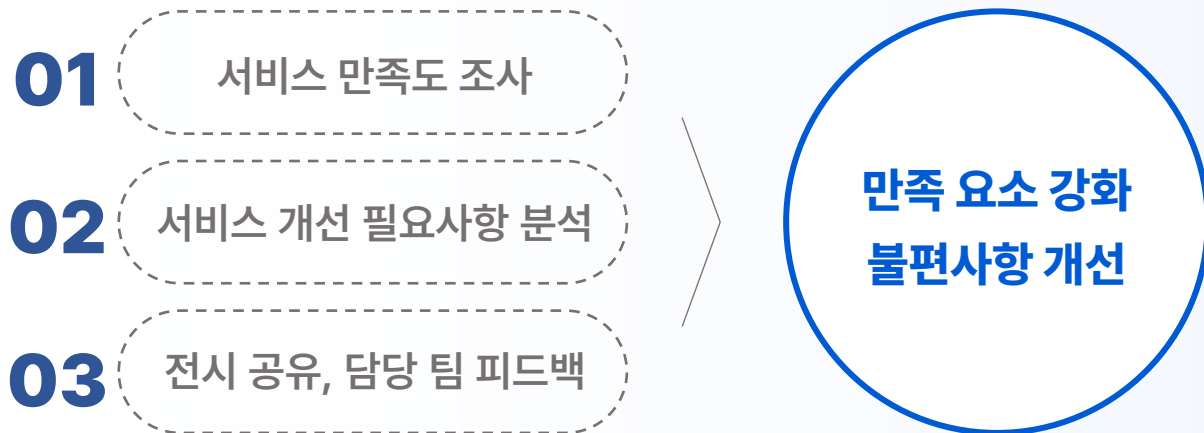 01
서비스 만족도 조사
02
서비스 개선 필요사항 분석
03
전시 공유, 담당 팀 피드백
만족 요소 강화
불편사항 개선